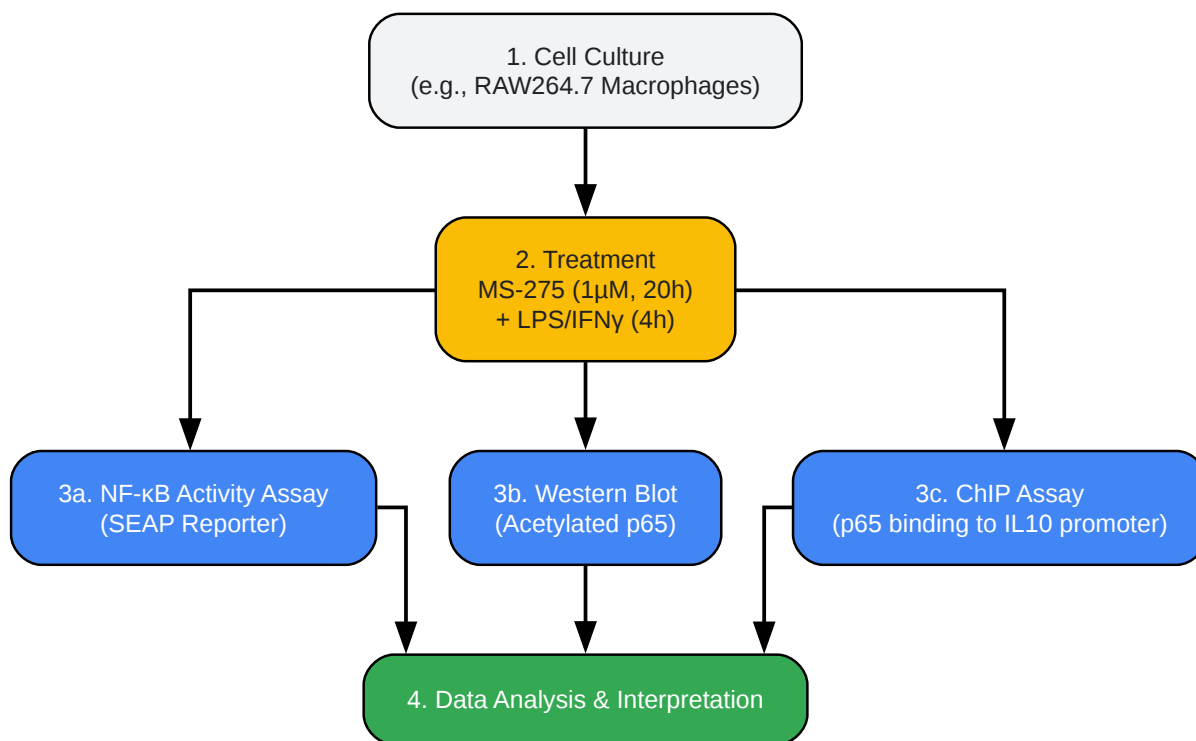 1. Cell Culture
(e.g., RAW264.7 Macrophages)
2. Treatment
MS-275 (1µM, 20h)
+ LPS/IFNγ (4h)
3a. NF-κB Activity Assay
(SEAP Reporter)
3b. Western Blot
(Acetylated p65)
3c. ChIP Assay
(p65 binding to IL10 promoter)
4. Data Analysis & Interpretation